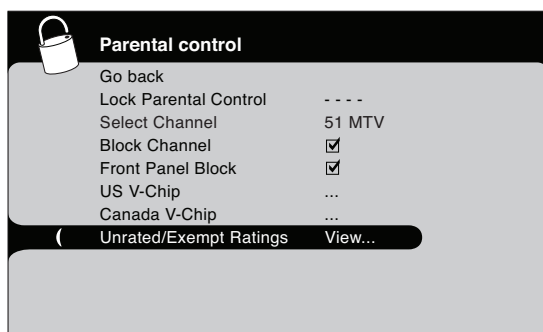 Parental control
Go back
Lock Parental Control - - - -
Select Channel 51 MTV
Block Channel
Front Panel Block
US V-Chip ...
Canada V-Chip ...
Unrated/Exempt Ratings View...